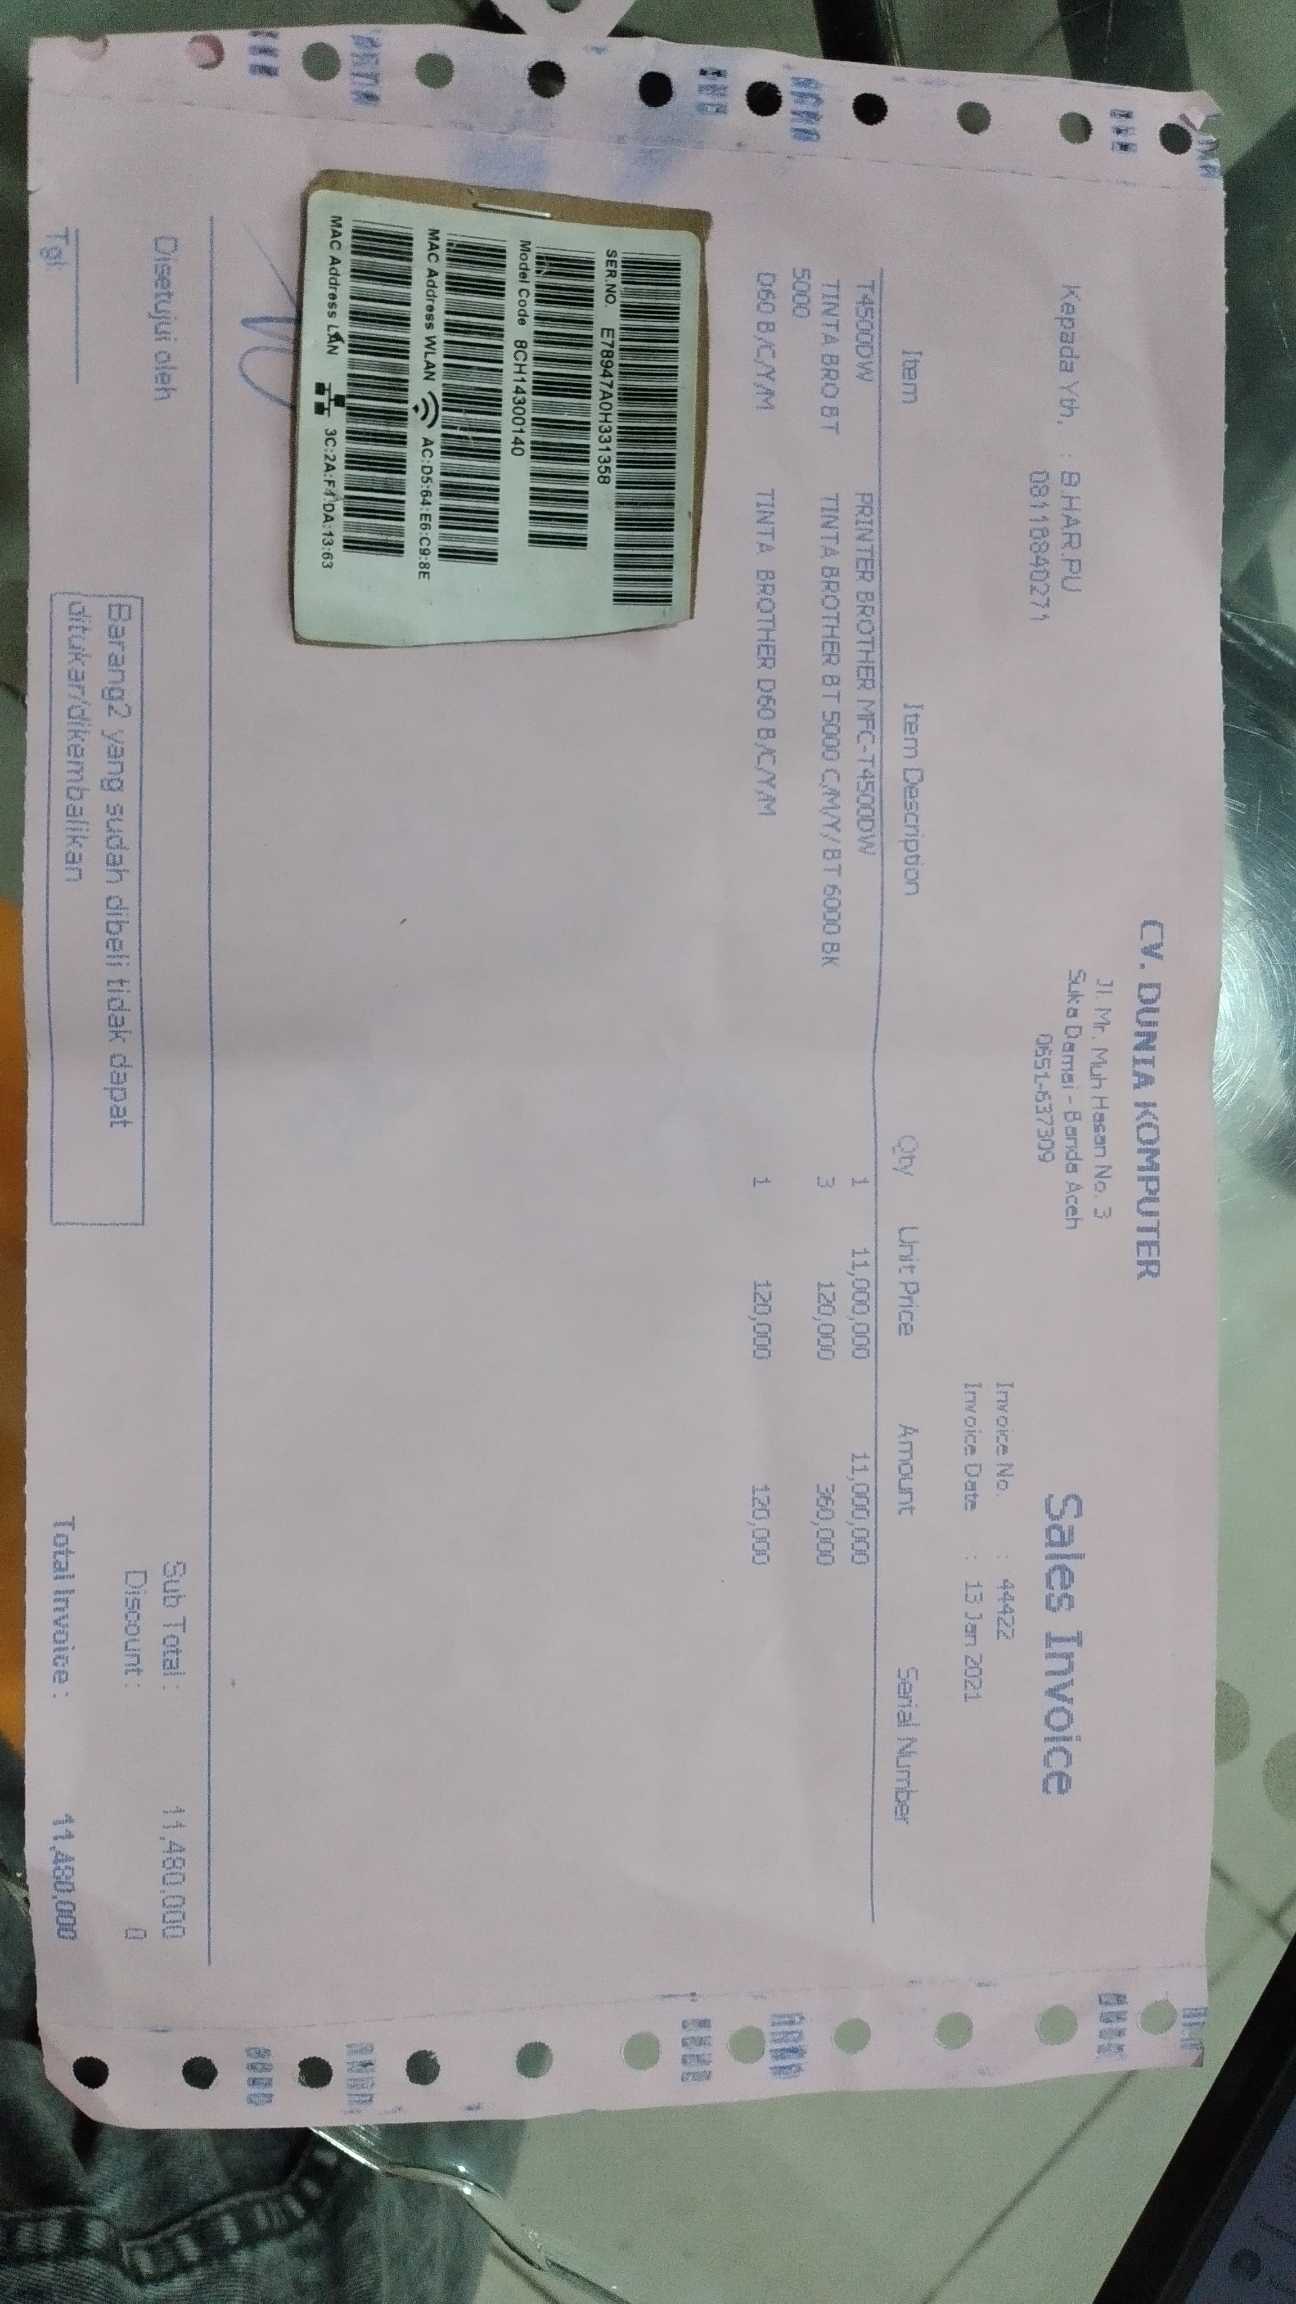 CV. DUNIA KOMPUTER
Jl. Mr. Muh Hasan No. 3
Suka Damai - Banda Aceh
0651-637309
Sales Invoice
Kepada Yth, : B.HAR.PU
08116840271
Invoice No. : 44422
Invoice Date : 13 Jan 2021
Item Item Description Qty Unit Price Amount Serial Number
T4500DW PRINTER BROTHER MFC-T4500DW 1 11,000,000 11,000,000
TINTA BRO BT TINTA BROTHER BT 5000 C/M/Y/ BT 6000 BK 3 120,000 360,000
5000
D60 B/C/Y/M TINTA BROTHER D60 B/C/Y/M 1 120,000 120,000
SER.NO. E78947A0H331358
Model Code 8CH14300140
MAC Address WLAN AC:D5:64:E6:C9:8E
MAC Address LAN 3C:2A:F4:DA:13:63
Disetujui oleh
Tgl:
Barang2 yang sudah dibeli tidak dapat
ditukar/dikembalikan
Sub Total : 11,480,000
Discount : 0
Total Invoice : 11,480,000